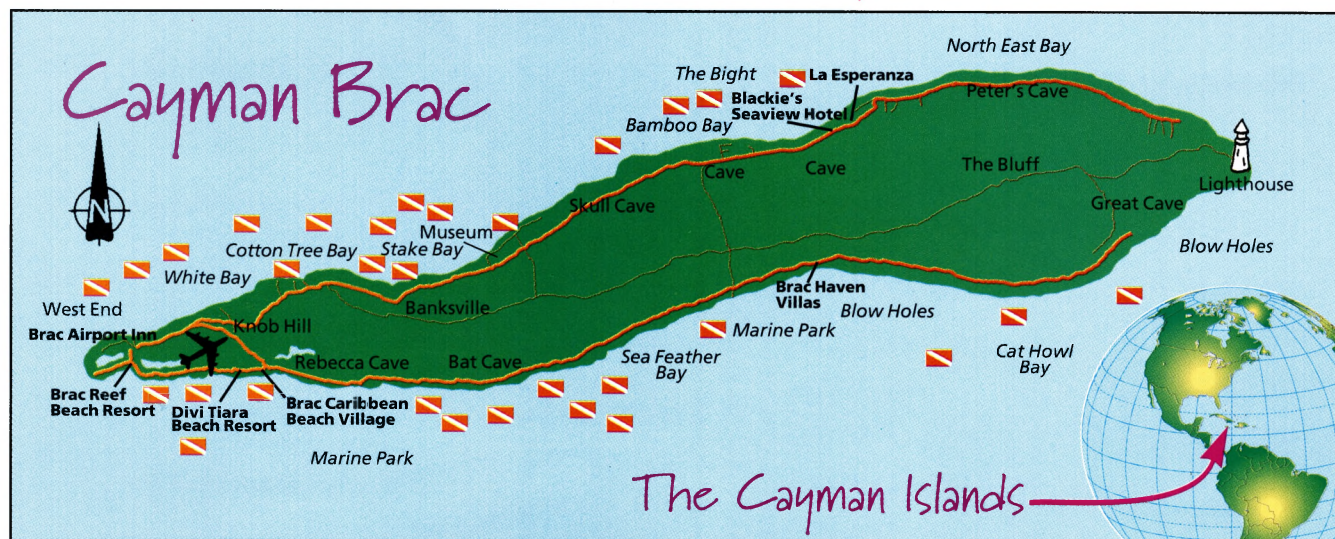 Cayman Brac
North East Bay
The Bight
La Esperanza
Blackie's
Seaview Hotel
Peter's Cave
Bamboo Bay
Cave
Cave
The Bluff
Lighthouse
Skull Cave
Great Cave
N
Museum
Cotton Tree Bay
Stake Bay
Blow Holes
White Bay
West End
Banksville
Brac Haven
Villas
Blow Holes
Brac Airport Inn
Knob Hill
Marine Park
Rebecca Cave
Bat Cave
Sea Feather
Bay
Cat Howl
Bay
Brac Reef
Beach Resort
Divi Tiara
Beach Resort
Brac Caribbean
Beach Village
Marine Park
The Cayman Islands